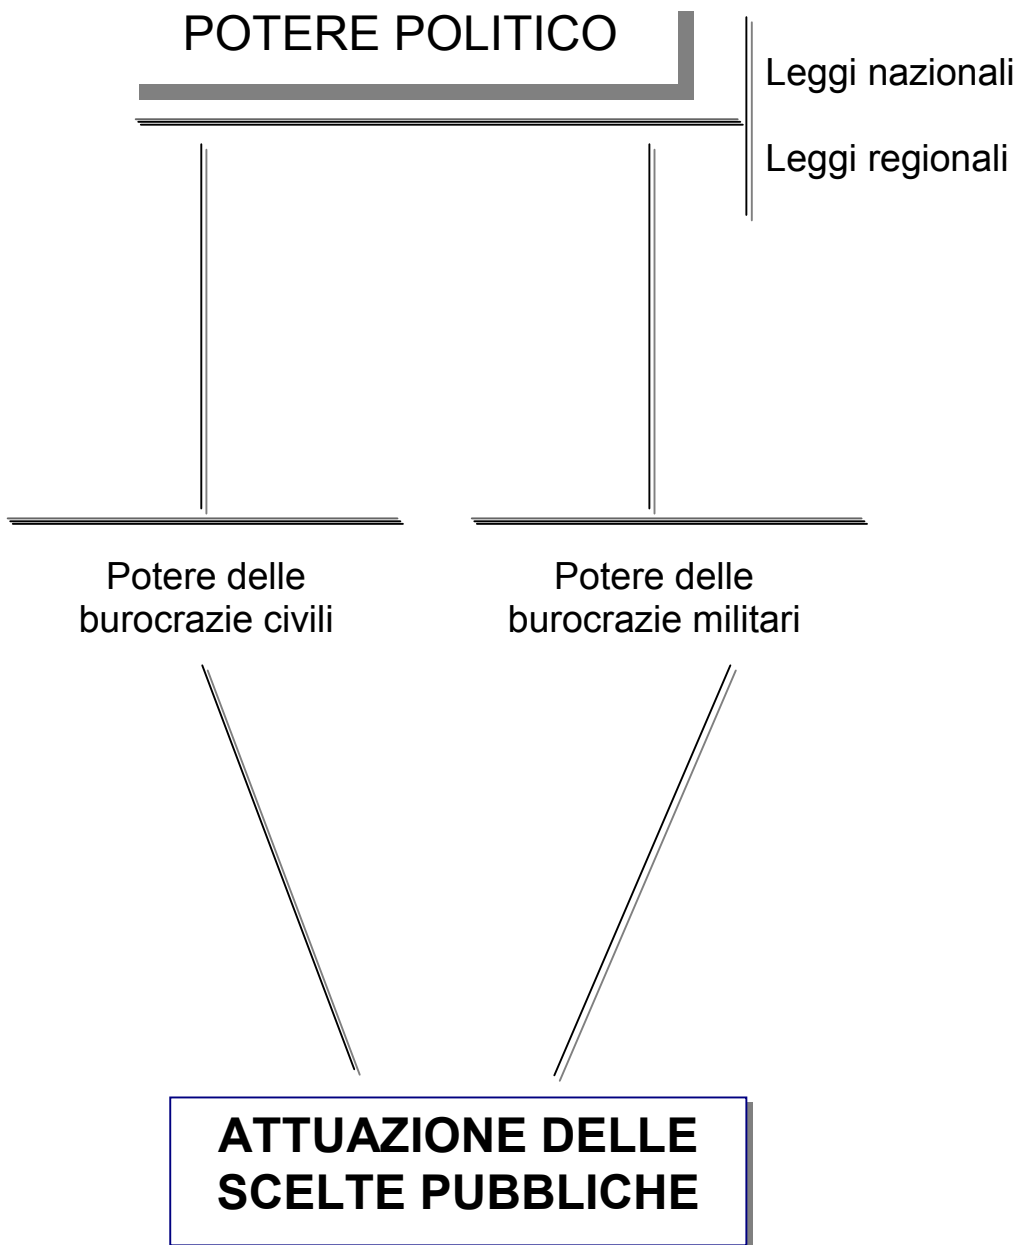 POTERE POLITICO
Leggi nazionali
Leggi regionali
Potere delle
burocrazie civili
Potere delle
burocrazie militari
ATTUAZIONE DELLE
SCELTE PUBBLICHE